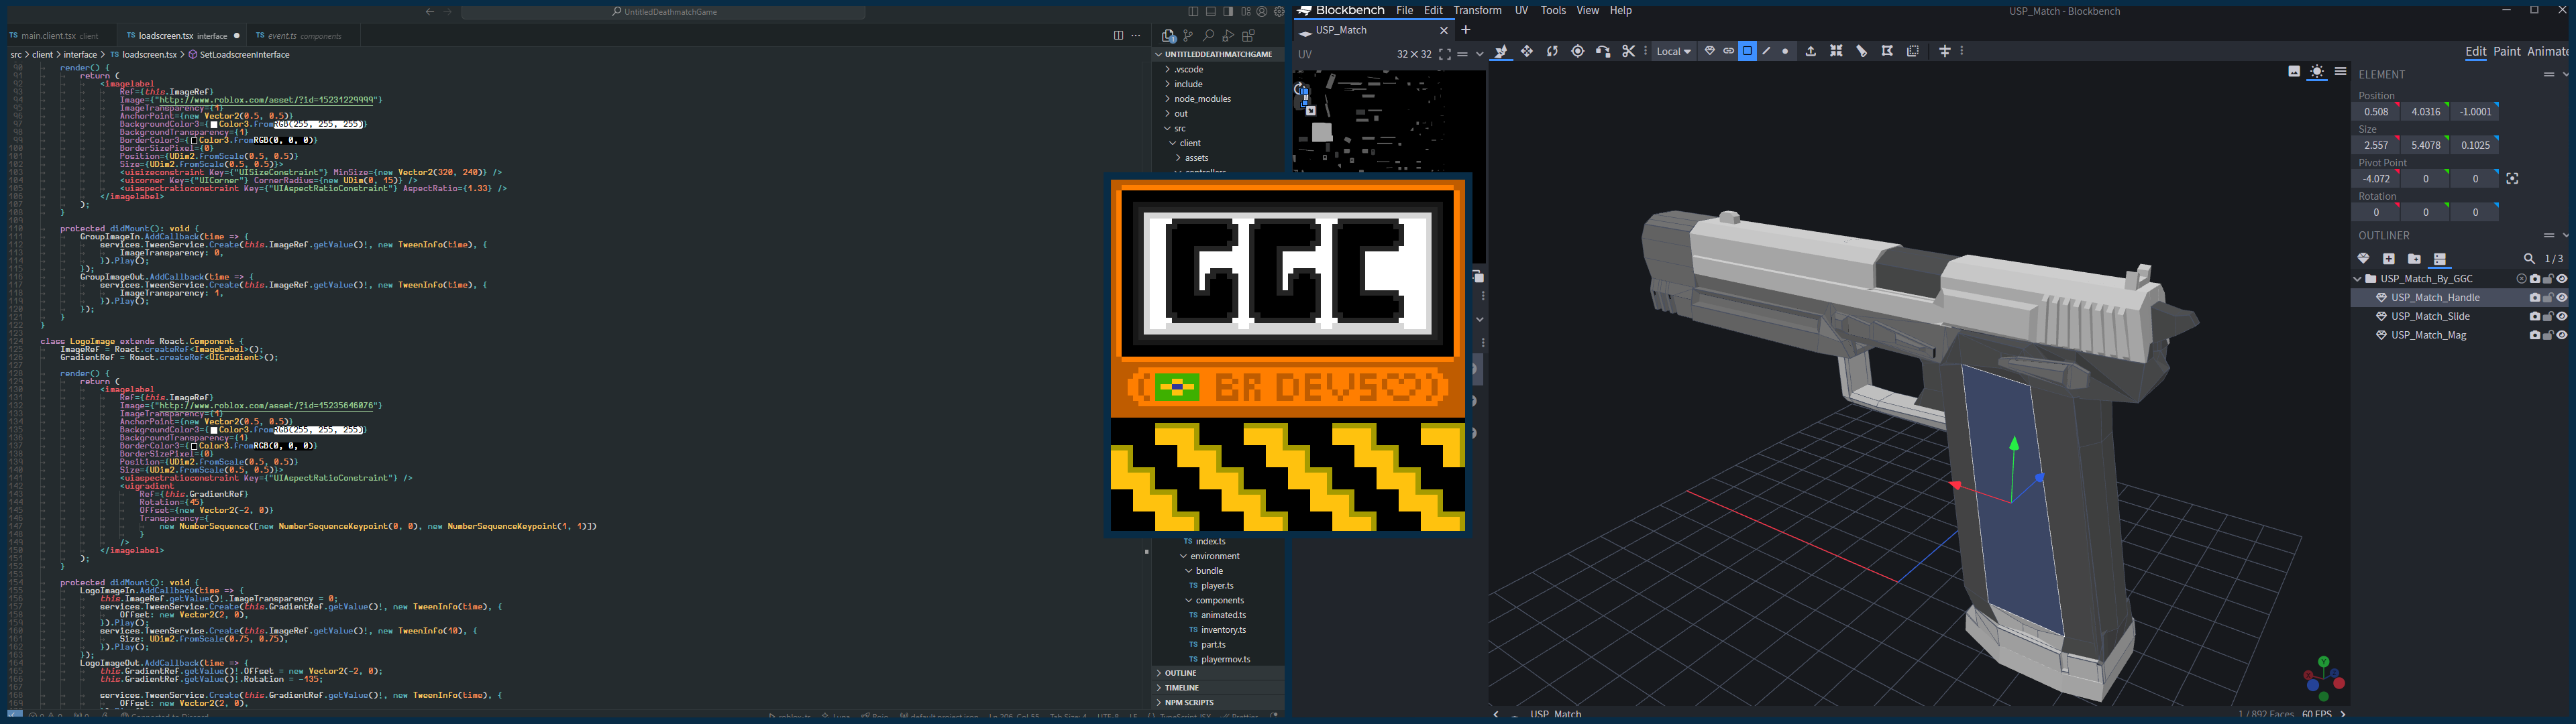 UntitledDeathmatchGame
main.client.tsx client
loadscreen.tsx interface
event.ts components
src > client > interface > loadscreen.tsx > SetLoadscreenInterface
render() {
return (
<imagelabel
Ref={this.ImageRef}
Image={"http://www.roblox.com/asset/?id=15231229999"}
ImageTransparency={1}
AnchorPoint={new Vector2(0.5, 0.5)}
BackgroundColor3={Color3.fromRGB(255, 255, 255)}
BackgroundTransparency={1}
BorderColor3={Color3.fromRGB(0, 0, 0)}
BorderSizePixel={0}
Position={UDim2.fromScale(0.5, 0.5)}
Size={UDim2.fromScale(0.5, 0.5)}>
<uisizeconstraint Key={"UISizeConstraint"} MinSize={new Vector2(320, 240)} />
<uicorner Key={"UICorner"} CornerRadius={new UDim(0, 15)} />
<uiaspectratioconstraint Key={"UIAspectRatioConstraint"} AspectRatio={1.33} />
</imagelabel>
);
}
protected didMount(): void {
GroupImageIn.AddCallback(time => {
services.TweenService.Create(this.ImageRef.getValue()!, new TweenInfo(time), {
ImageTransparency: 0,
}).Play();
});
GroupImageOut.AddCallback(time => {
services.TweenService.Create(this.ImageRef.getValue()!, new TweenInfo(time), {
ImageTransparency: 1,
}).Play();
});
}
}
class LogoImage extends Roact.Component {
ImageRef = Roact.createRef<ImageLabel>();
GradientRef = Roact.createRef<UIGradient>();
render() {
return (
<imagelabel
Ref={this.ImageRef}
Image={"http://www.roblox.com/asset/?id=15235646076"}
ImageTransparency={1}
AnchorPoint={new Vector2(0.5, 0.5)}
BackgroundColor3={Color3.fromRGB(255, 255, 255)}
BackgroundTransparency={1}
BorderColor3={Color3.fromRGB(0, 0, 0)}
BorderSizePixel={0}
Position={UDim2.fromScale(0.5, 0.5)}
Size={UDim2.fromScale(0.5, 0.5)}>
<uiaspectratioconstraint Key={"UIAspectRatioConstraint"} />
<uigradient
Ref={this.GradientRef}
Rotation={45}
Offset={new Vector2(-2, 0)}
Transparency={
new NumberSequence([new NumberSequenceKeypoint(0, 0), new NumberSequenceKeypoint(1, 1)])
}
/>
</imagelabel>
);
}
protected didMount(): void {
LogoImageIn.AddCallback(time => {
this.ImageRef.getValue()!.ImageTransparency = 0;
services.TweenService.Create(this.GradientRef.getValue()!, new TweenInfo(time), {
Offset: new Vector2(2, 0),
}).Play();
services.TweenService.Create(this.ImageRef.getValue()!, new TweenInfo(10), {
Size: UDim2.fromScale(0.75, 0.75),
}).Play();
});
LogoImageOut.AddCallback(time => {
this.GradientRef.getValue()!.Offset = new Vector2(-2, 0);
this.GradientRef.getValue()!.Rotation = -135;
services.TweenService.Create(this.GradientRef.getValue()!, new TweenInfo(time), {
Offset: new Vector2(2, 0),
UNTITLEDDEATHMATCHGAME
.vscode
include
node_modules
out
src
client
assets
controllers
index.ts
environment
bundle
player.ts
components
animated.ts
inventory.ts
part.ts
playermov.ts
OUTLINE
TIMELINE
NPM SCRIPTS
GGC
BR DEVS
Blockbench File Edit Transform UV Tools View Help
USP_Match - Blockbench
USP_Match
UV 32×32
Local
Edit Paint Animate
ELEMENT
Position
0.508 4.0316 -1.0001
Size
2.557 5.4078 0.1025
Pivot Point
-4.072 0 0
Rotation
0 0 0
OUTLINER
1 / 3
USP_Match_By_GGC
USP_Match_Handle
USP_Match_Slide
USP_Match_Mag
USP_Match
1 / 892 Faces 60 FPS